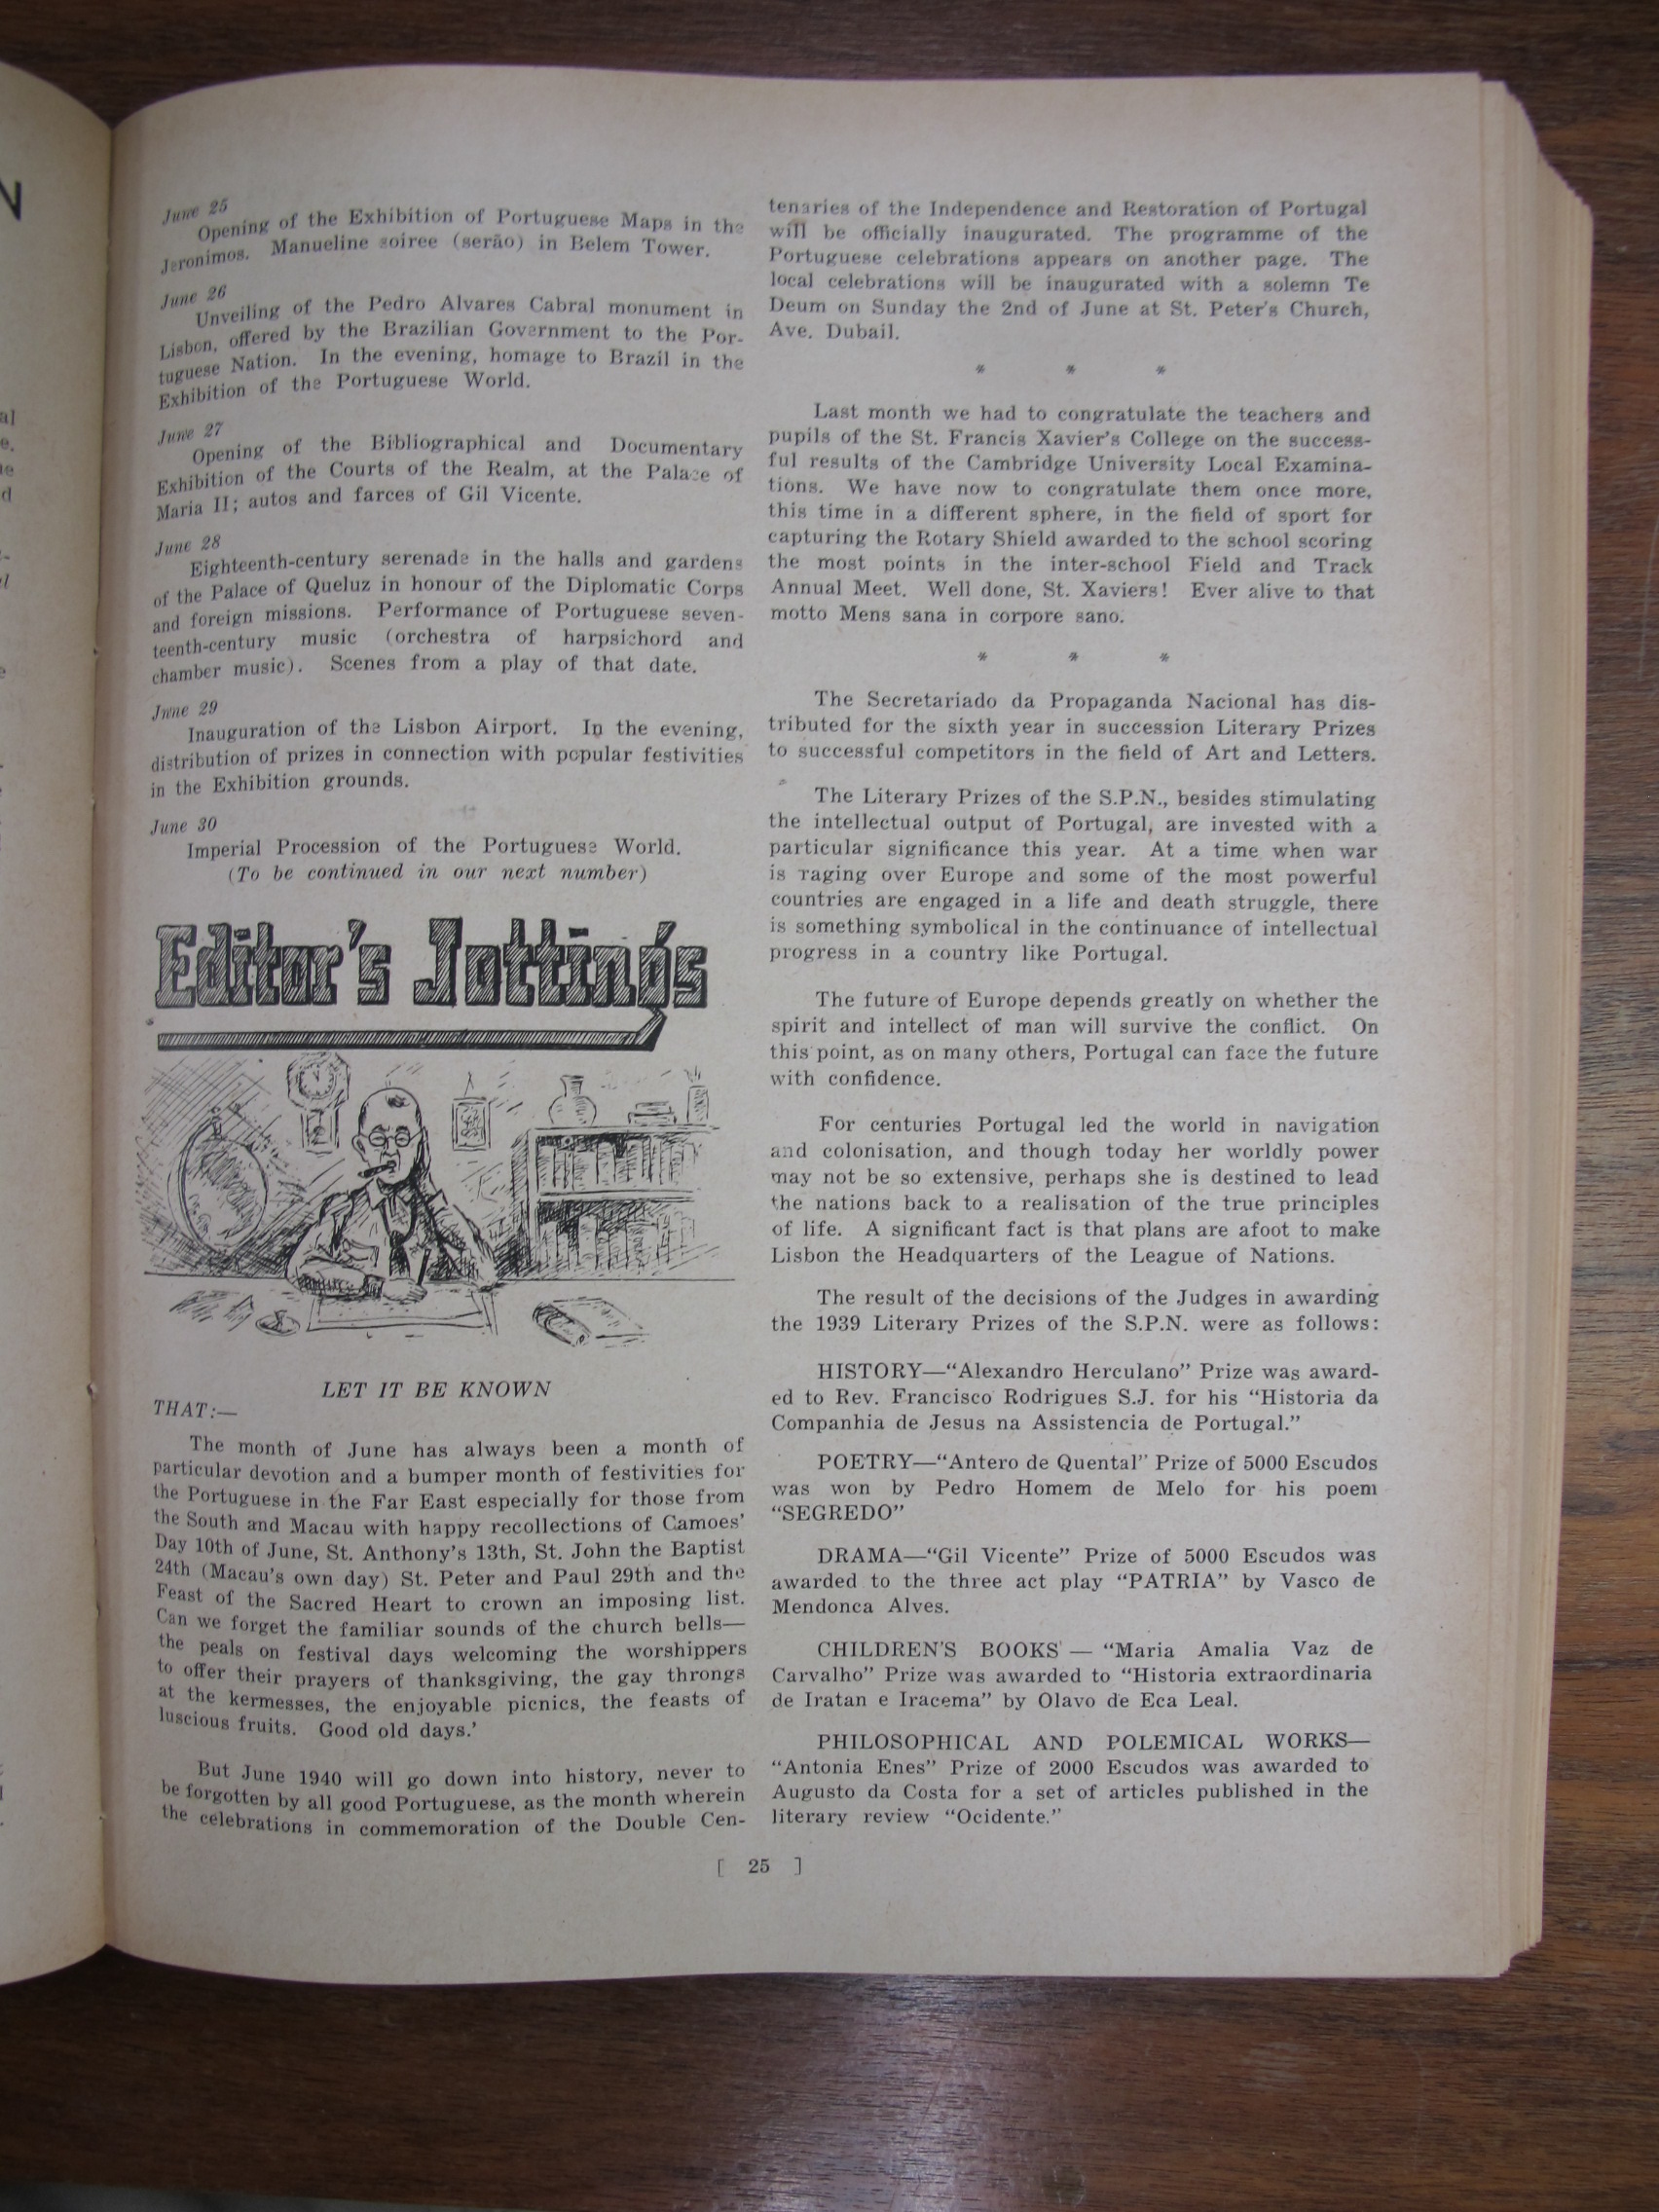 N
June 25
Opening of the Exhibition of Portuguese Maps in the
Jeronimos. Manueline soiree (serão) in Belem Tower.
June 26
Unveiling of the Pedro Alvares Cabral monument in
Lisbon, offered by the Brazilian Government to the Por-
tuguese Nation. In the evening, homage to Brazil in the
Exhibition of the Portuguese World.
June 27
Opening of the Bibliographical and Documentary
Exhibition of the Courts of the Realm, at the Palace of
Maria II; autos and farces of Gil Vicente.
June 28
Eighteenth-century serenade in the halls and gardens
of the Palace of Queluz in honour of the Diplomatic Corps
and foreign missions. Performance of Portuguese seven-
teenth-century music (orchestra of harpsichord and
chamber music). Scenes from a play of that date.
June 29
Inauguration of the Lisbon Airport. In the evening,
distribution of prizes in connection with popular festivities
in the Exhibition grounds.
June 30
Imperial Procession of the Portuguese World.
(To be continued in our next number)
Editor's Jottings
LET IT BE KNOWN
THAT:—
The month of June has always been a month of
particular devotion and a bumper month of festivities for
the Portuguese in the Far East especially for those from
the South and Macau with happy recollections of Camoes'
Day 10th of June, St. Anthony's 13th, St. John the Baptist
24th (Macau's own day) St. Peter and Paul 29th and the
Feast of the Sacred Heart to crown an imposing list.
Can we forget the familiar sounds of the church bells—
the peals on festival days welcoming the worshippers
to offer their prayers of thanksgiving, the gay throngs
at the kermesses, the enjoyable picnics, the feasts of
luscious fruits. Good old days.'
But June 1940 will go down into history, never to
be forgotten by all good Portuguese, as the month wherein
the celebrations in commemoration of the Double Cen-
tenaries of the Independence and Restoration of Portugal
will be officially inaugurated. The programme of the
Portuguese celebrations appears on another page. The
local celebrations will be inaugurated with a solemn Te
Deum on Sunday the 2nd of June at St. Peter's Church,
Ave. Dubail.
* * *
Last month we had to congratulate the teachers and
pupils of the St. Francis Xavier's College on the success-
ful results of the Cambridge University Local Examina-
tions. We have now to congratulate them once more,
this time in a different sphere, in the field of sport for
capturing the Rotary Shield awarded to the school scoring
the most points in the inter-school Field and Track
Annual Meet. Well done, St. Xaviers! Ever alive to that
motto Mens sana in corpore sano.
* * *
The Secretariado da Propaganda Nacional has dis-
tributed for the sixth year in succession Literary Prizes
to successful competitors in the field of Art and Letters.
The Literary Prizes of the S.P.N., besides stimulating
the intellectual output of Portugal, are invested with a
particular significance this year. At a time when war
is raging over Europe and some of the most powerful
countries are engaged in a life and death struggle, there
is something symbolical in the continuance of intellectual
progress in a country like Portugal.
The future of Europe depends greatly on whether the
spirit and intellect of man will survive the conflict. On
this point, as on many others, Portugal can face the future
with confidence.
For centuries Portugal led the world in navigation
and colonisation, and though today her worldly power
may not be so extensive, perhaps she is destined to lead
the nations back to a realisation of the true principles
of life. A significant fact is that plans are afoot to make
Lisbon the Headquarters of the League of Nations.
The result of the decisions of the Judges in awarding
the 1939 Literary Prizes of the S.P.N. were as follows:
HISTORY—“Alexandro Herculano” Prize was award-
ed to Rev. Francisco Rodrigues S.J. for his “Historia da
Companhia de Jesus na Assistencia de Portugal.”
POETRY—“Antero de Quental” Prize of 5000 Escudos
was won by Pedro Homem de Melo for his poem
“SEGREDO”
DRAMA—“Gil Vicente” Prize of 5000 Escudos was
awarded to the three act play “PATRIA” by Vasco de
Mendonca Alves.
CHILDREN'S BOOKS — “Maria Amalia Vaz de
Carvalho” Prize was awarded to “Historia extraordinaria
de Iratan e Iracema” by Olavo de Eca Leal.
PHILOSOPHICAL AND POLEMICAL WORKS—
“Antonia Enes” Prize of 2000 Escudos was awarded to
Augusto da Costa for a set of articles published in the
literary review “Ocidente.”
[ 25 ]